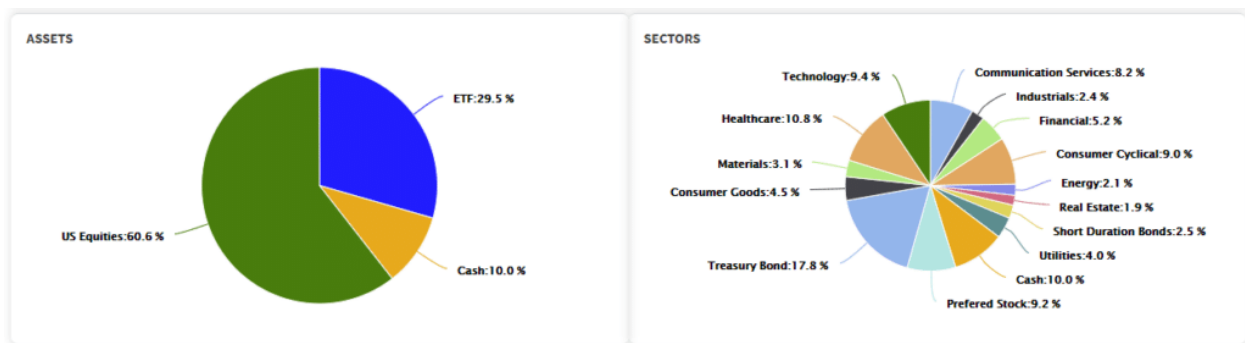 ASSETS
ETF:29.5 %
US Equities:60.6 %
Cash:10.0 %
SECTORS
Technology:9.4 %
Communication Services:8.2 %
Industrials:2.4 %
Healthcare:10.8 %
Financial:5.2 %
Consumer Cyclical:9.0 %
Materials:3.1 %
Energy:2.1 %
Consumer Goods:4.5 %
Real Estate:1.9 %
Short Duration Bonds:2.5 %
Utilities:4.0 %
Treasury Bond:17.8 %
Cash:10.0 %
Prefered Stock:9.2 %